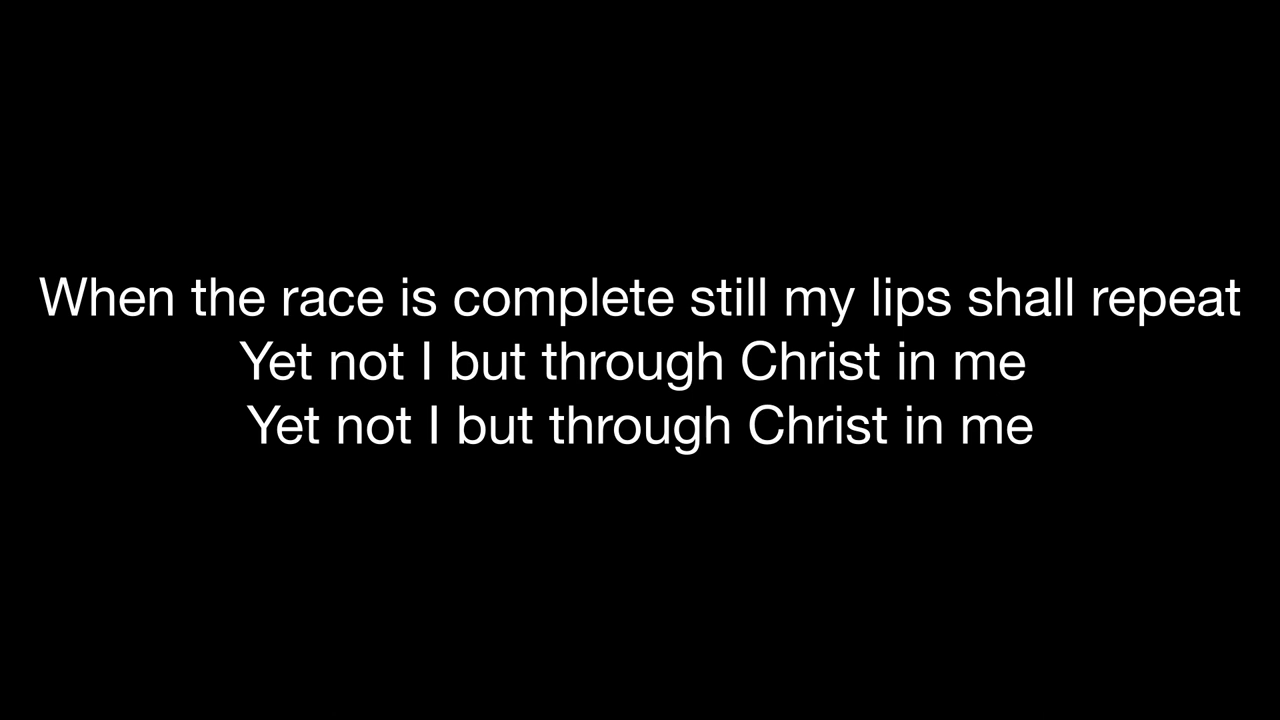 When the race is complete still my lips shall repeat
Yet not I but through Christ in me
Yet not I but through Christ in me